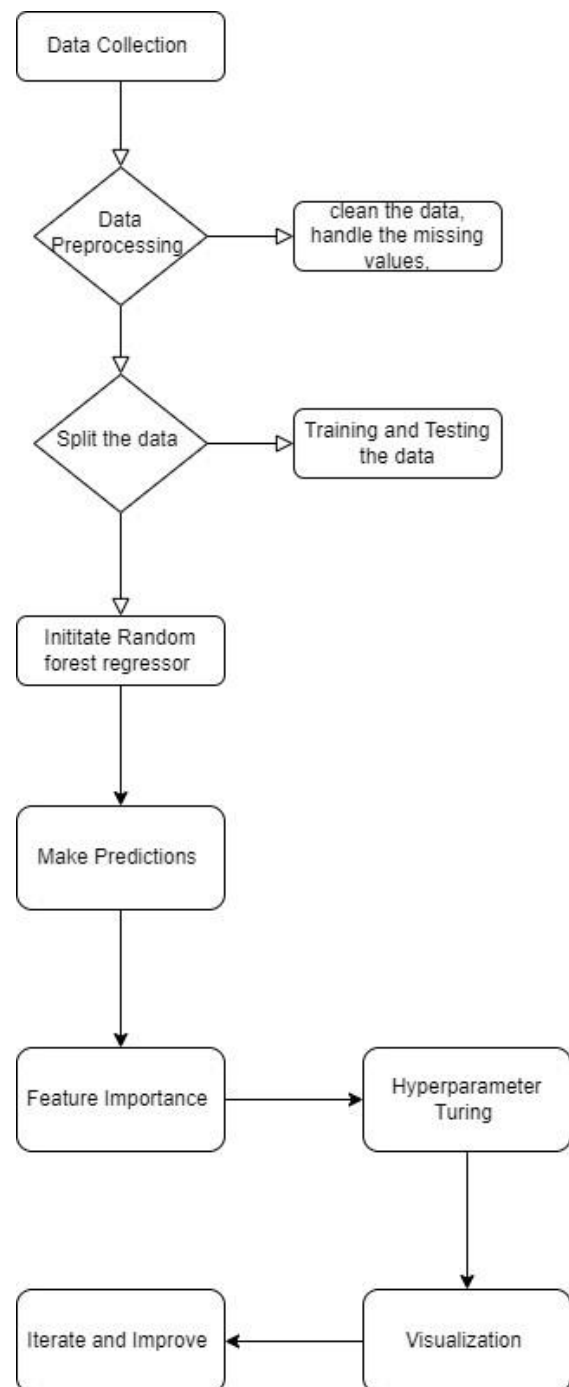 Data Collection
Data
Preprocessing
clean the data,
handle the missing
values,
Split the data
Training and Testing
the data
Inititate Random
forest regressor
Make Predictions
Feature Importance
Hyperparameter
Turing
Iterate and Improve
Visualization